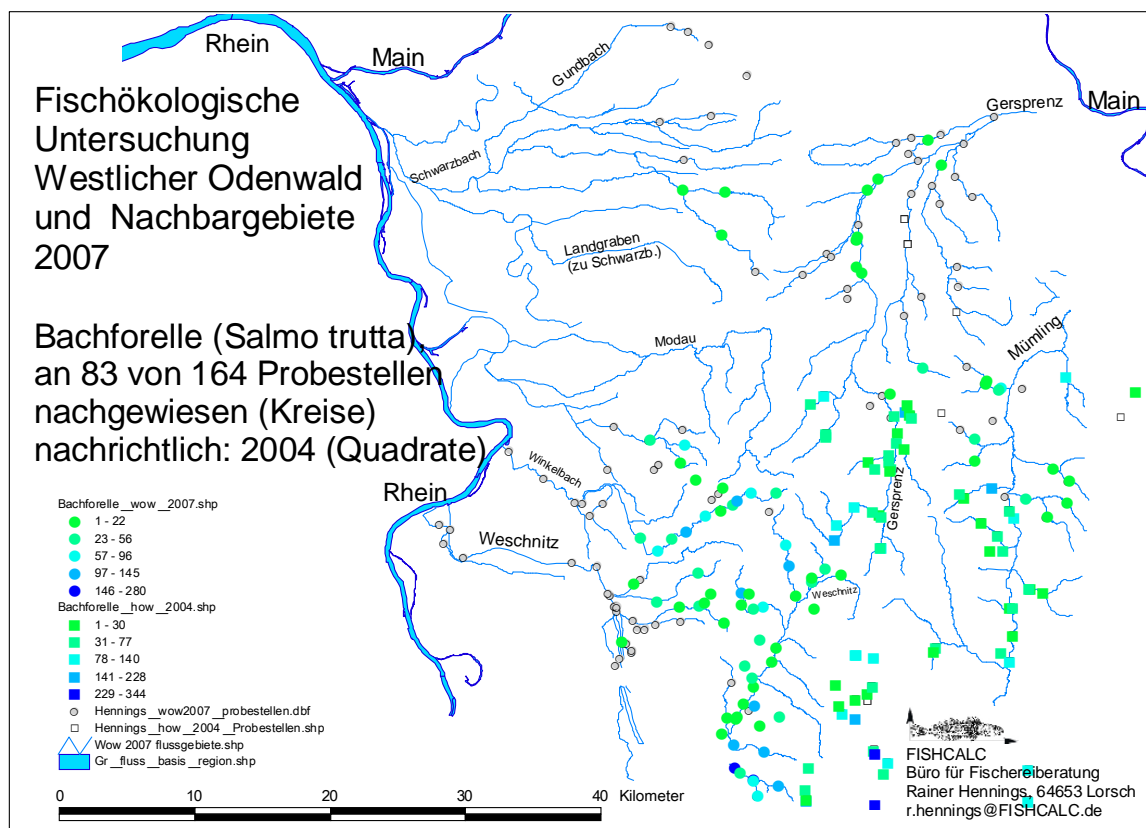 Rhein
Main
Gundbach
Gersprenz
Main
Fischökologische
Untersuchung
Westlicher Odenwald
und Nachbargebiete
2007
Schwarzbach
Landgraben
(zu Schwarzb.)
Bachforelle (Salmo trutta),
an 83 von 164 Probestellen
nachgewiesen (Kreise)
nachrichtlich: 2004 (Quadrate)
Modau
Mümling
Winkelbach
Rhein
Weschnitz
Gersprenz
Weschnitz
Bachforelle__wow_2007.shp
1 - 22
23 - 56
57 - 96
97 - 145
146 - 280
Bachforelle__how__2004.shp
1 - 30
31 - 77
78 - 140
141 - 228
229 - 344
Hennings__wow2007_probestellen.dbf
Hennings__how_2004_Probestellen.shp
Wow 2007 flussgebiete.shp
Gr__fluss__basis__region.shp
0 10 20 30 40 Kilometer
FISHCALC
Büro für Fischereiberatung
Rainer Hennings, 64653 Lorsch
r.hennings@FISHCALC.de